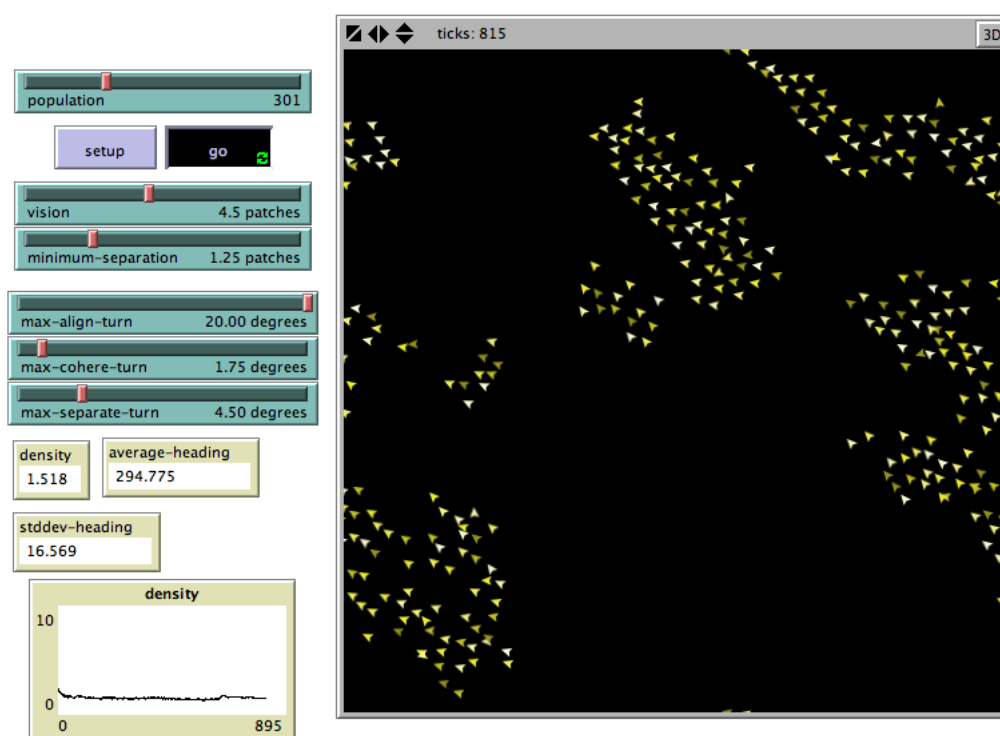 ticks: 815
3D
population 301
setup
go
vision 4.5 patches
minimum-separation 1.25 patches
max-align-turn 20.00 degrees
max-cohere-turn 1.75 degrees
max-separate-turn 4.50 degrees
density
1.518
average-heading
294.775
stddev-heading
16.569
density
10
0
0 895